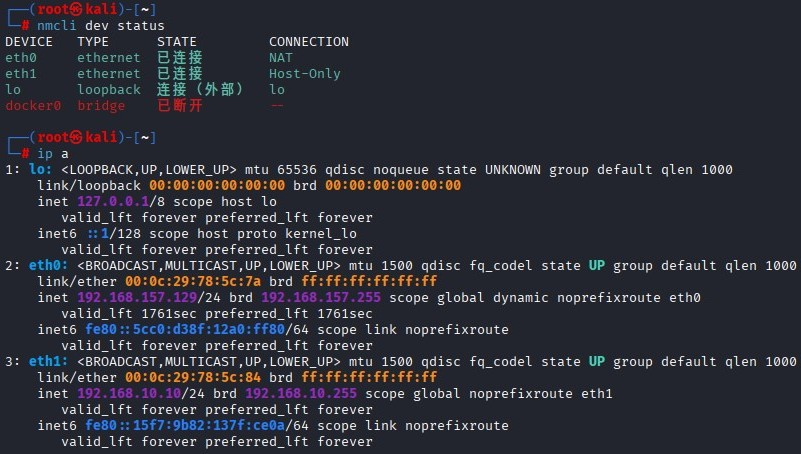 ┌──(root㉿kali)-[~]
└─# nmcli dev status
DEVICE   TYPE      STATE         CONNECTION
eth0     ethernet  已连接        NAT
eth1     ethernet  已连接        Host-Only
lo       loopback  连接（外部）  lo
docker0  bridge    已断开        --
┌──(root㉿kali)-[~]
└─# ip a
1: lo: <LOOPBACK,UP,LOWER_UP> mtu 65536 qdisc noqueue state UNKNOWN group default qlen 1000
    link/loopback 00:00:00:00:00:00 brd 00:00:00:00:00:00
    inet 127.0.0.1/8 scope host lo
       valid_lft forever preferred_lft forever
    inet6 ::1/128 scope host proto kernel_lo
       valid_lft forever preferred_lft forever
2: eth0: <BROADCAST,MULTICAST,UP,LOWER_UP> mtu 1500 qdisc fq_codel state UP group default qlen 1000
    link/ether 00:0c:29:78:5c:7a brd ff:ff:ff:ff:ff:ff
    inet 192.168.157.129/24 brd 192.168.157.255 scope global dynamic noprefixroute eth0
       valid_lft 1761sec preferred_lft 1761sec
    inet6 fe80::5cc0:d38f:12a0:ff80/64 scope link noprefixroute
       valid_lft forever preferred_lft forever
3: eth1: <BROADCAST,MULTICAST,UP,LOWER_UP> mtu 1500 qdisc fq_codel state UP group default qlen 1000
    link/ether 00:0c:29:78:5c:84 brd ff:ff:ff:ff:ff:ff
    inet 192.168.10.10/24 brd 192.168.10.255 scope global noprefixroute eth1
       valid_lft forever preferred_lft forever
    inet6 fe80::15f7:9b82:137f:ce0a/64 scope link noprefixroute
       valid_lft forever preferred_lft forever